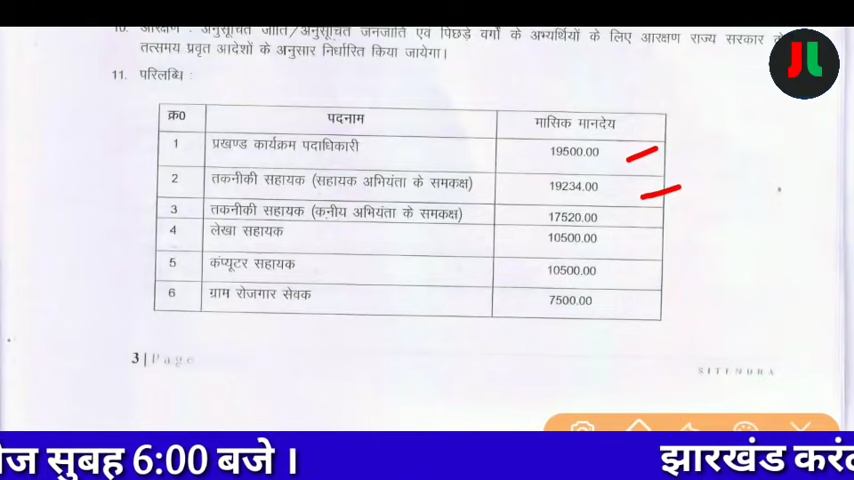 10. आरक्षण : अनुसूचित जाति/अनुसूचित जनजाति एवं पिछड़े वर्गों के अभ्यर्थियों के लिए आरक्षण राज्य सरकार के
तत्समय प्रवृत आदेशों के अनुसार निर्धारित किया जायेगा।
11. परिलब्धि :
क्र0 पदनाम मासिक मानदेय
1 प्रखण्ड कार्यक्रम पदाधिकारी 19500.00
2 तकनीकी सहायक (सहायक अभियंता के समकक्ष) 19234.00
3 तकनीकी सहायक (कनीय अभियंता के समकक्ष) 17520.00
4 लेखा सहायक 10500.00
5 कंप्यूटर सहायक 10500.00
6 ग्राम रोजगार सेवक 7500.00
3 | Page
SITENDRA
JL
सुबह 6:00 बजे । झारखंड करंट